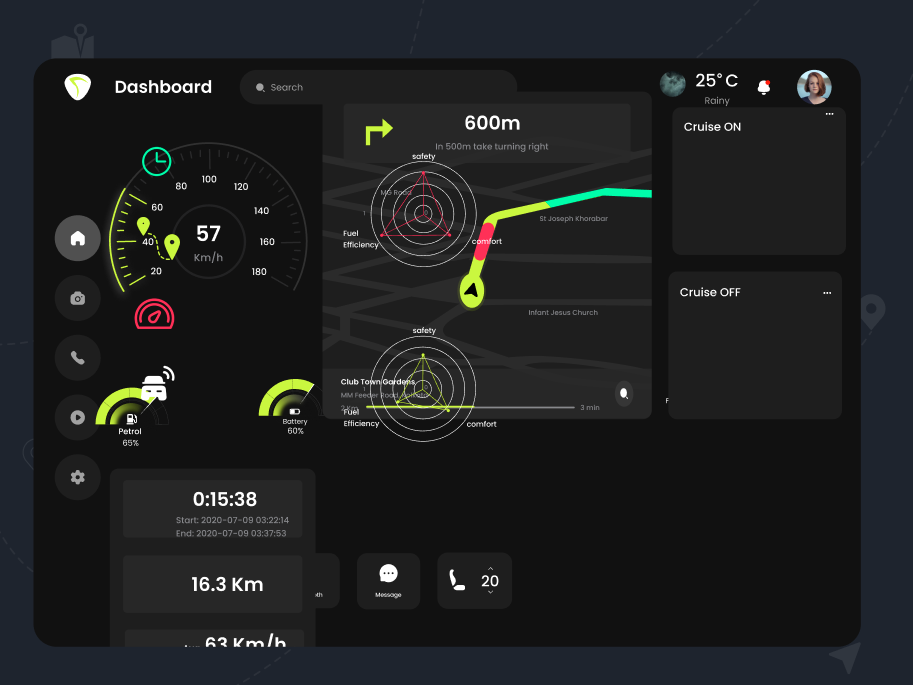 Dashboard
Search
25°C
Rainy
Cruise ON
600m
In 500m take turning right
safety
MG Road
Fuel
Efficiency
comfort
St Joseph Khorabar
Infant Jesus Church
80
100
120
60
140
40
160
20
180
57
Km/h
Cruise OFF
safety
Club Town Gardens
MM Feeder Road,
Fuel
Efficiency
comfort
3 min
F
Petrol
65%
Battery
60%
0:15:38
Start: 2020-07-09 03:22:14
End: 2020-07-09 03:37:53
16.3 Km
63 Km/h
oth
Message
20